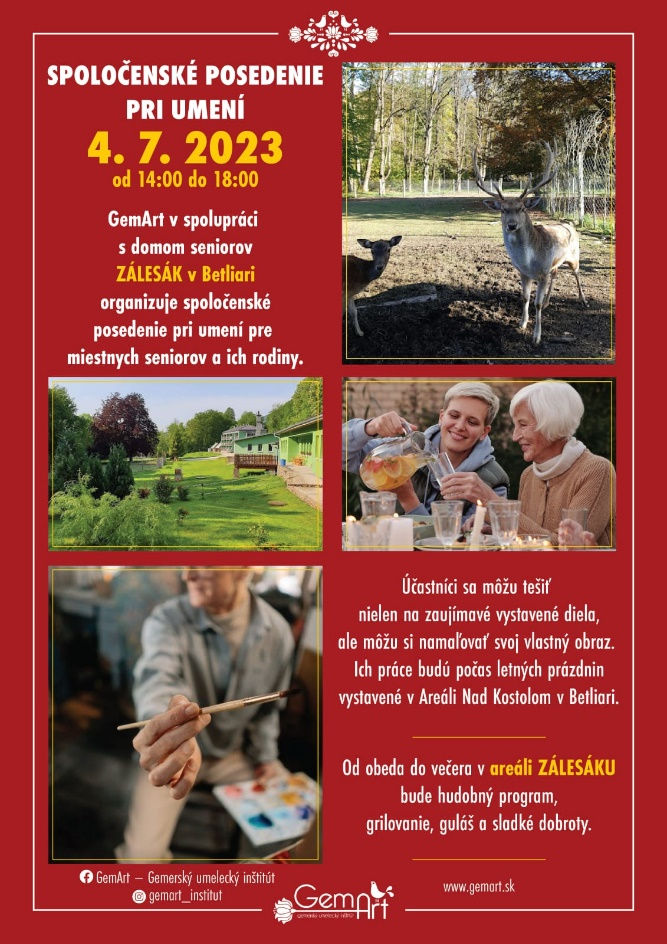 SPOLOČENSKÉ POSEDENIE
PRI UMENÍ
4. 7. 2023
od 14:00 do 18:00
GemArt v spolupráci
s domom seniorov
ZÁLESÁK v Betliari
organizuje spoločenské
posedenie pri umení pre
miestnych seniorov a ich rodiny.
Účastníci sa môžu tešiť
nielen na zaujímavé vystavené diela,
ale môžu si namaľovať svoj vlastný obraz.
Ich práce budú počas letných prázdnin
vystavené v Areáli Nad Kostolom v Betliari.
Od obeda do večera v areáli ZÁLESÁKU
bude hudobný program,
grilovanie, guláš a sladké dobroty.
GemArt – Gemerský umelecký inštitút
gemart_institut
GemArt
gemerský umelecký inštitút
www.gemart.sk